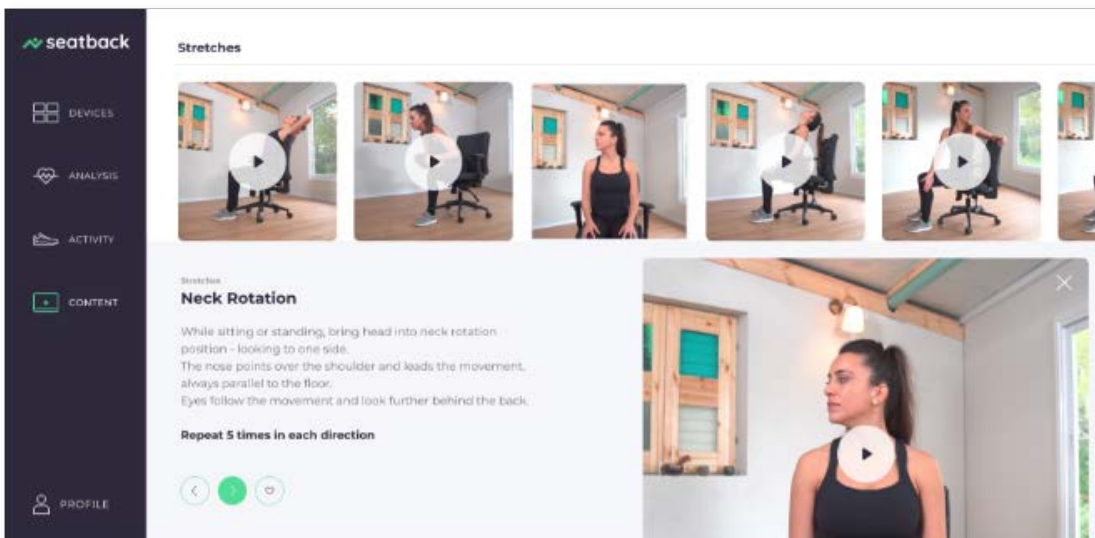 seatback
DEVICES
ANALYSIS
ACTIVITY
CONTENT
PROFILE
Stretches
Stretches
Neck Rotation
While sitting or standing, bring head into neck rotation
position - looking to one side.
The nose points over the shoulder and leads the movement,
always parallel to the floor.
Eyes follow the movement and look further behind the back.
Repeat 5 times in each direction